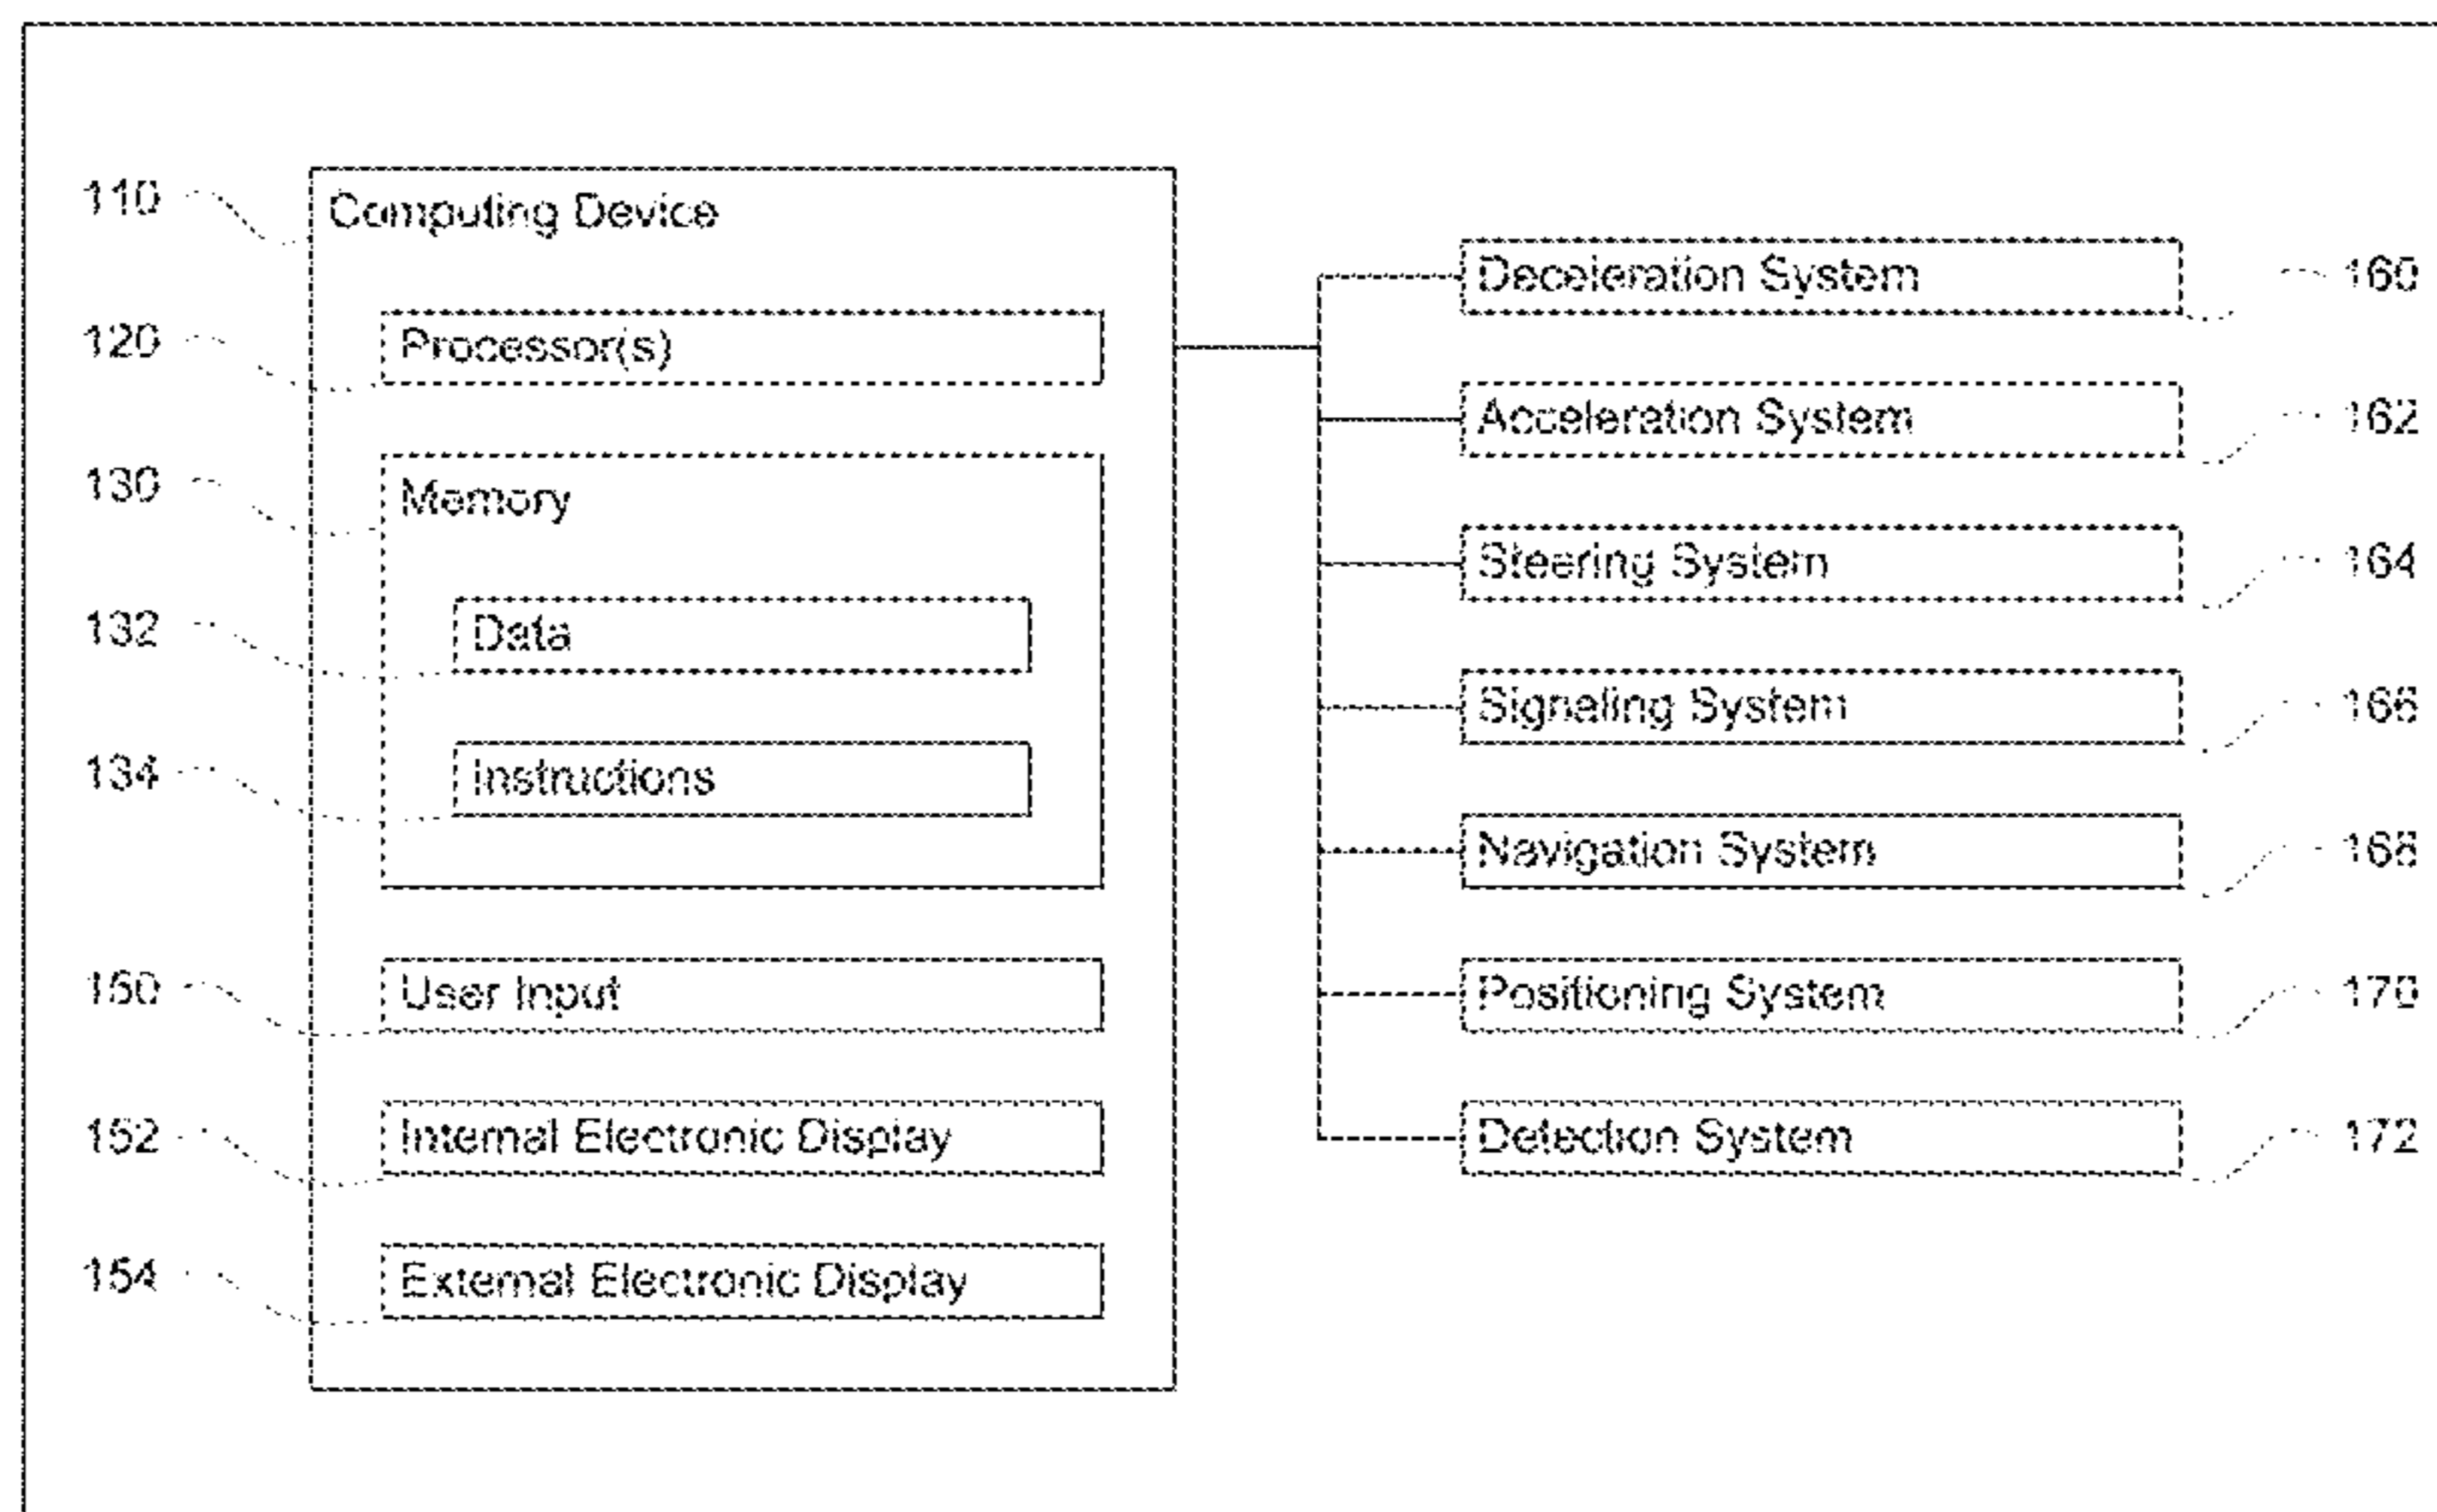 110
Computing Device
120
Processor(s)
130
Memory
132
Data
134
Instructions
150
User Input
152
Internal Electronic Display
154
External Electronic Display
Deceleration System
160
Acceleration System
162
Steering System
164
Signaling System
166
Navigation System
168
Positioning System
170
Detection System
172